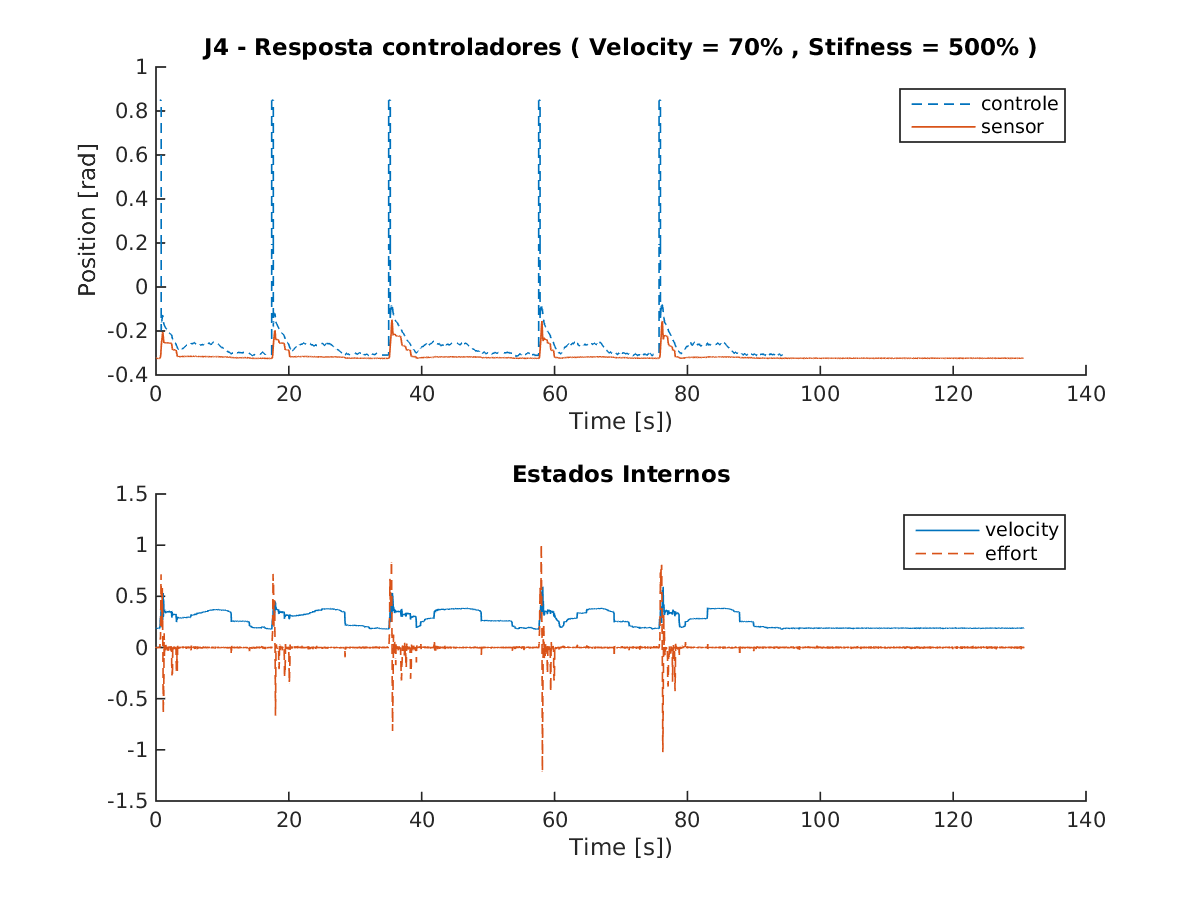 J4 - Resposta controladores ( Velocity = 70% , Stifness = 500% )
1
0.8
0.6
0.4
0.2
0
-0.2
-0.4
Position [rad]
controle
sensor
0 20 40 60 80 100 120 140
Time [s])
Estados Internos
1.5
1
0.5
0
-0.5
-1
-1.5
velocity
effort
0 20 40 60 80 100 120 140
Time [s])